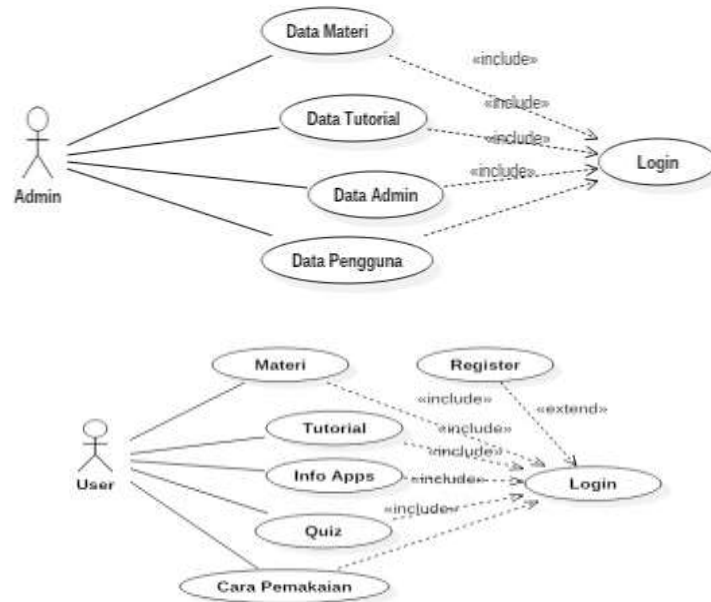 Data Materi
«include»
«include»
Data Tutorial
«include»
Login
«include»
Data Admin
Admin
Data Pengguna
Materi
Register
«include»
«extend»
Tutorial
«include»
«include»
Info Apps
«include»
Login
User
«include»
Quiz
Cara Pemakaian